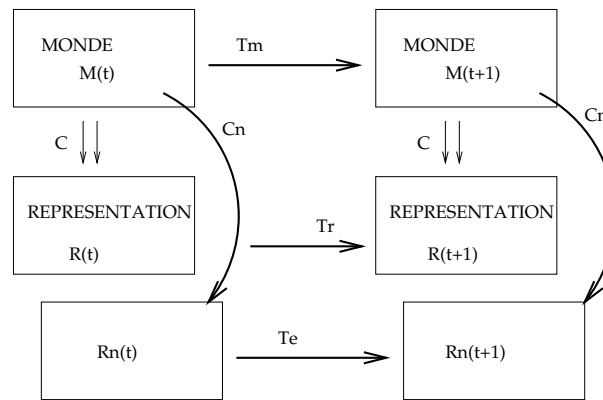 MONDE
M(t)
Tm
MONDE
M(t+1)
C
Cn
C
Cn
REPRESENTATION
R(t)
Tr
REPRESENTATION
R(t+1)
Rn(t)
Te
Rn(t+1)